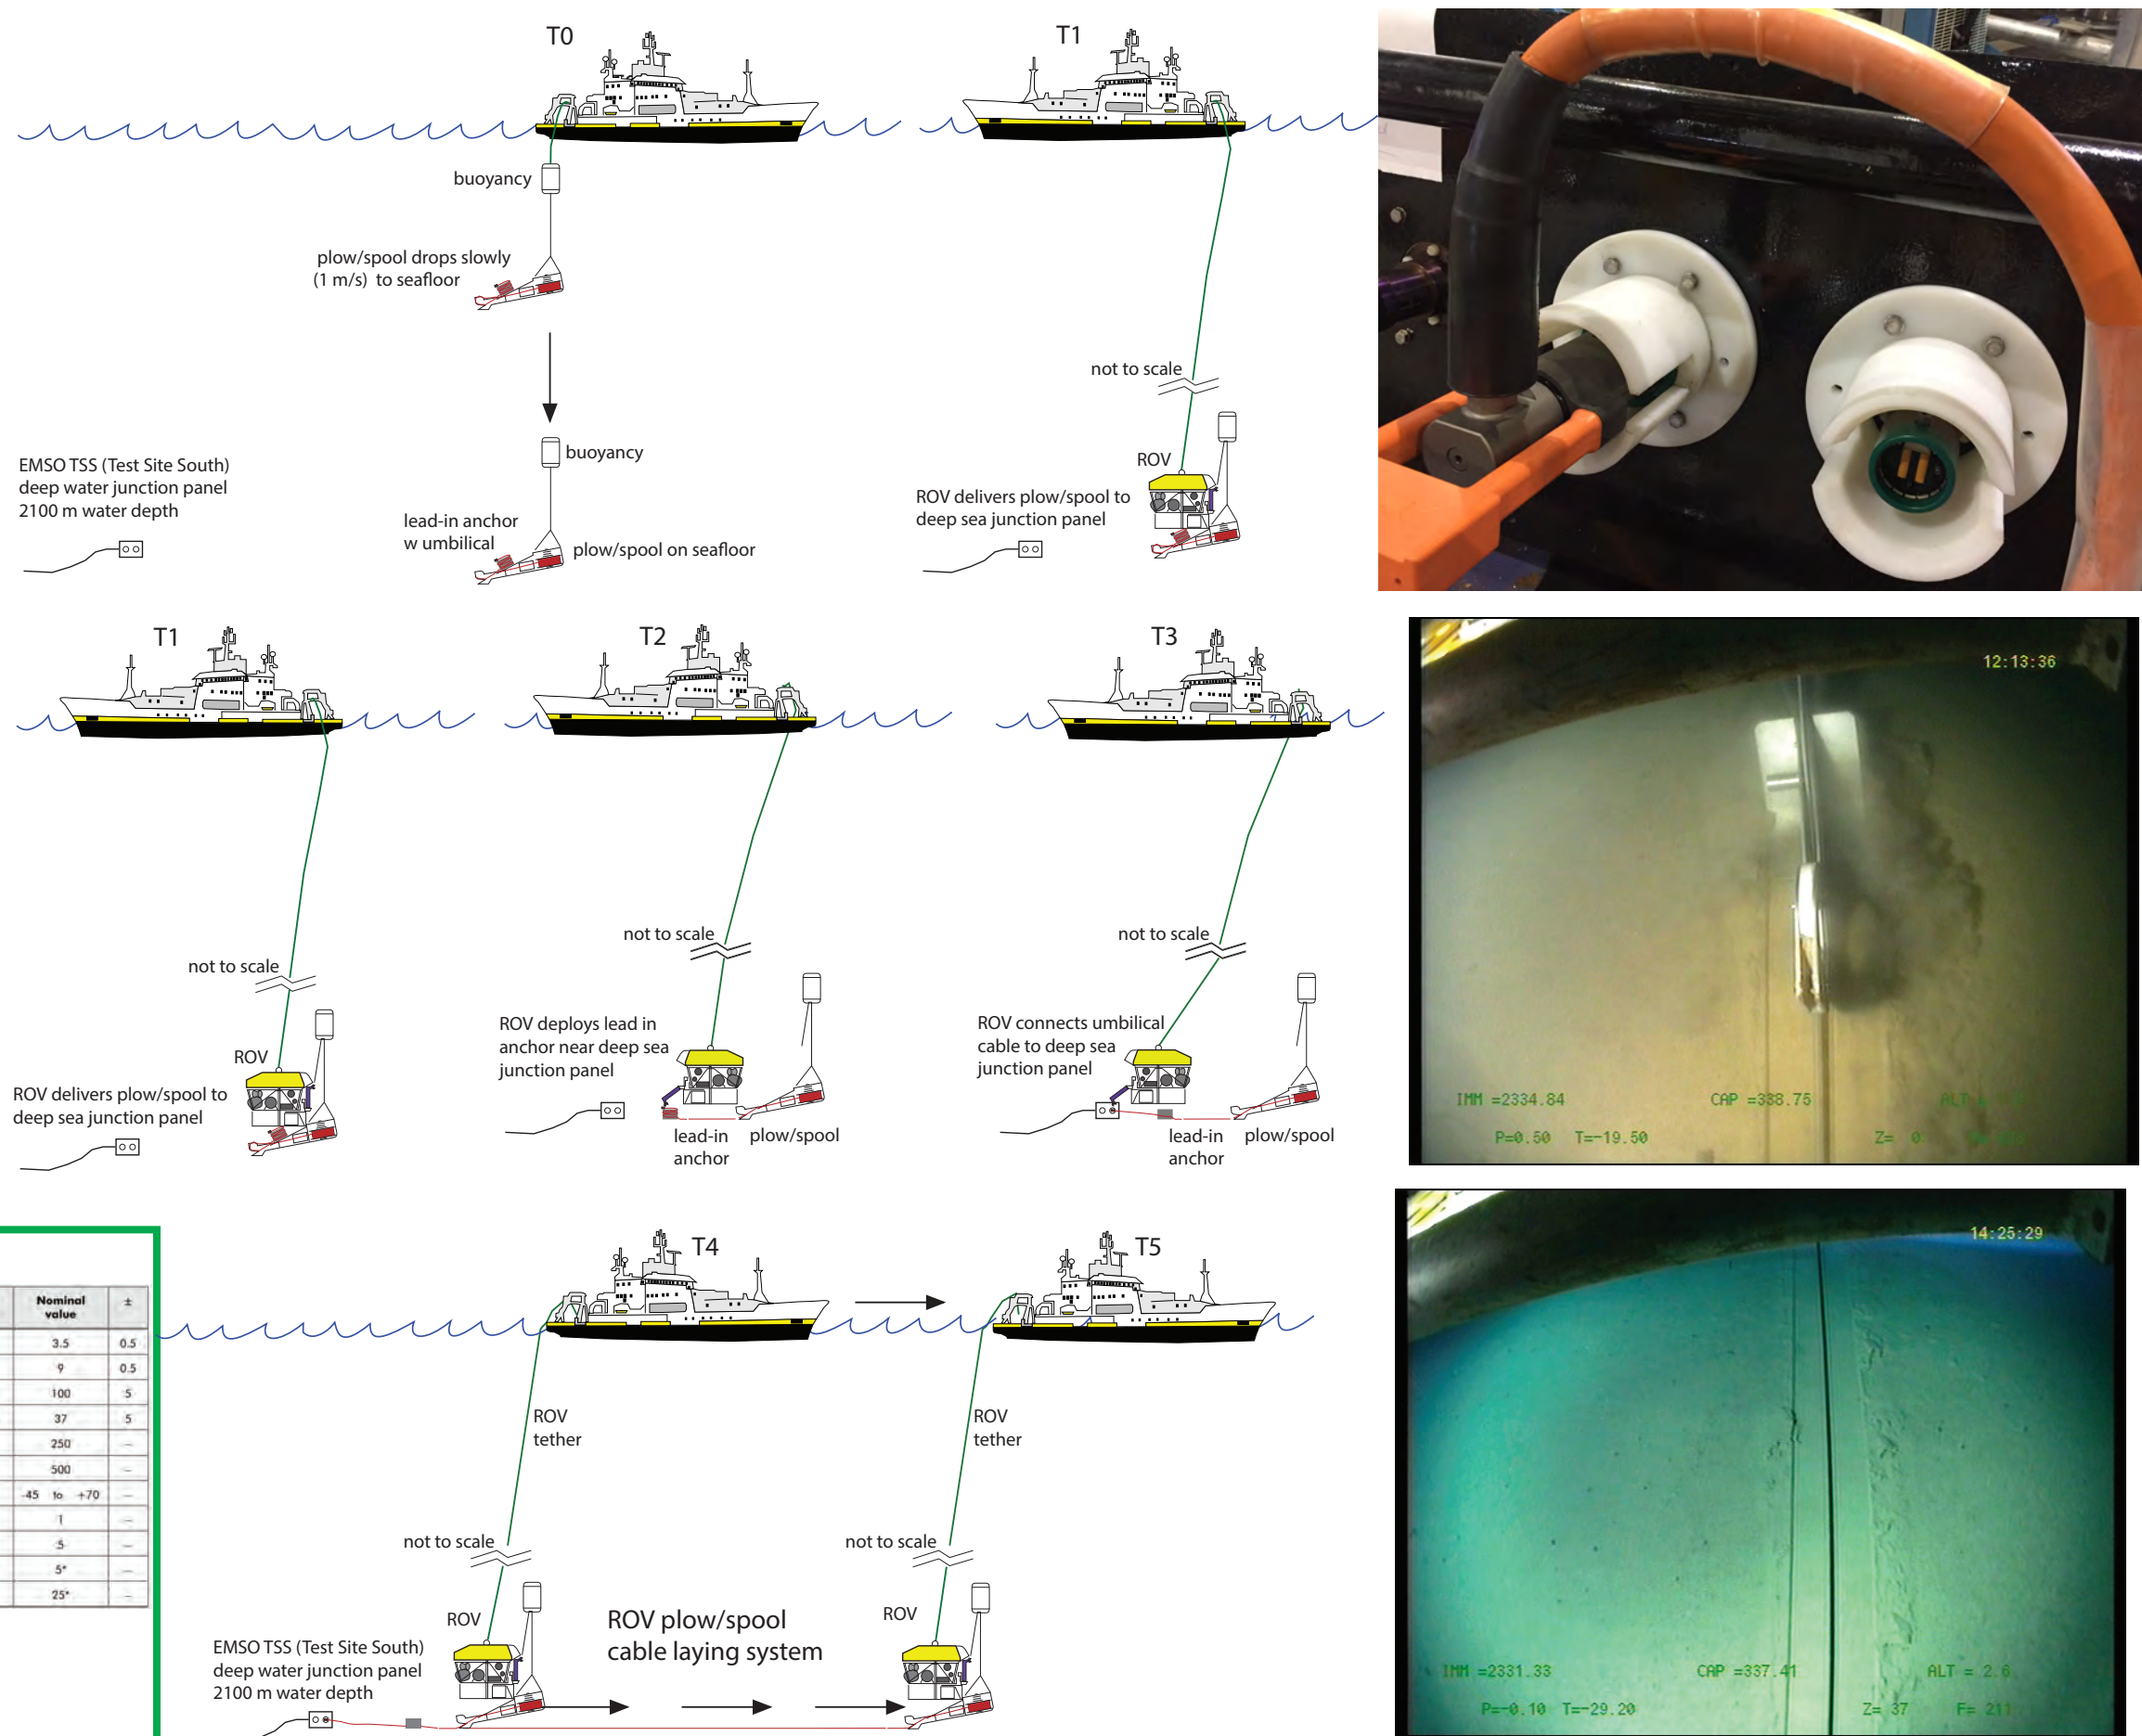 T0
T1
buoyancy
plow/spool drops slowly
(1 m/s) to seafloor
not to scale
buoyancy
ROV
EMSO TSS (Test Site South)
deep water junction panel
2100 m water depth
lead-in anchor
w umbilical
plow/spool on seafloor
ROV delivers plow/spool to
deep sea junction panel
T1
T2
T3
not to scale
not to scale
not to scale
ROV
ROV delivers plow/spool to
deep sea junction panel
ROV deploys lead in
anchor near deep sea
junction panel
lead-in
anchor
plow/spool
ROV connects umbilical
cable to deep sea
junction panel
lead-in
anchor
plow/spool
12:13:36
IMM =2334.84
CAP =338.75
ALT =
P=0.50 T=-19.50
Z= 0
T4
T5
Nominal
value
±
3.5
0.5
9
0.5
100
5
37
5
250
–
500
–
-45 to +70
–
1
–
5
–
5*
–
25*
–
ROV
tether
ROV
tether
not to scale
not to scale
ROV
ROV
ROV plow/spool
cable laying system
EMSO TSS (Test Site South)
deep water junction panel
2100 m water depth
14:25:29
IMM =2331.33
CAP =337.41
ALT = 2.6
P=-0.10 T=-29.20
Z= 37
F= 211